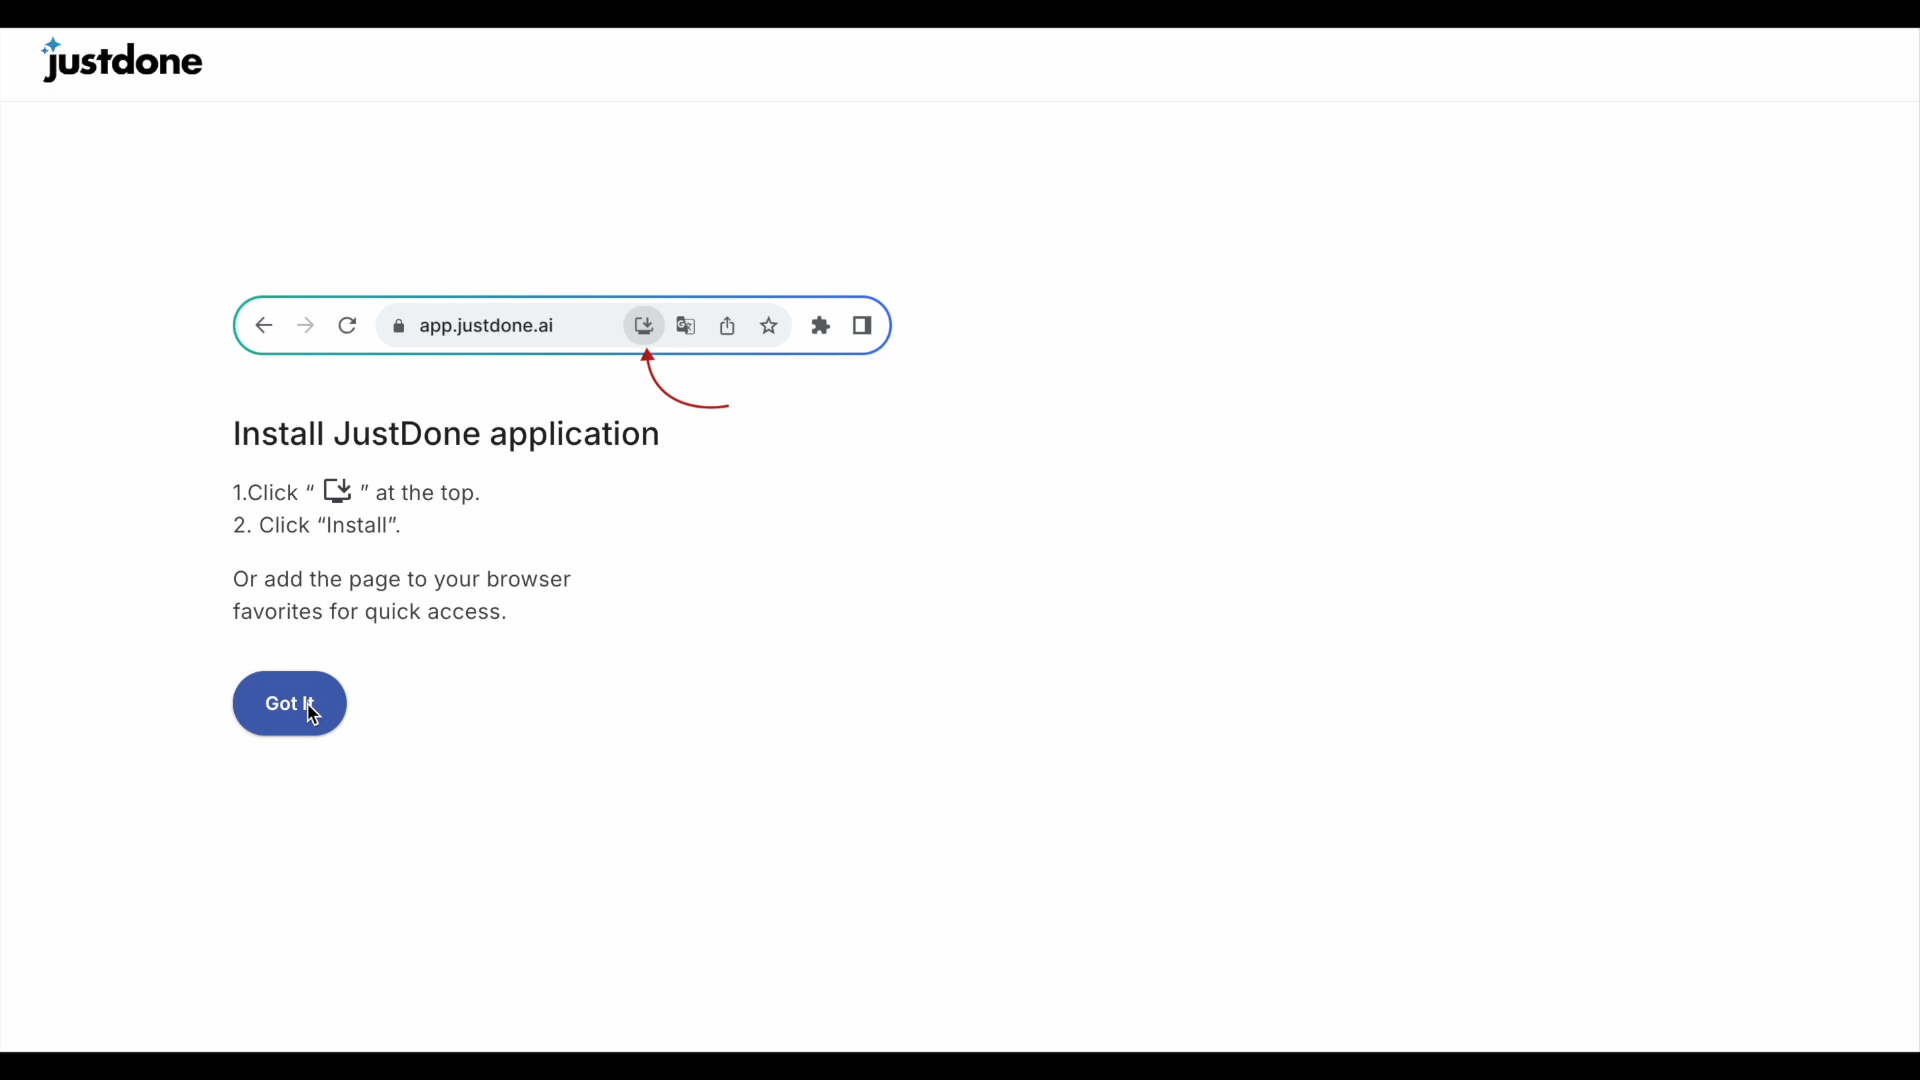 justdone
app.justdone.ai
Install JustDone application
1.Click “ ” at the top.
2. Click “Install”.
Or add the page to your browser
favorites for quick access.
Got It